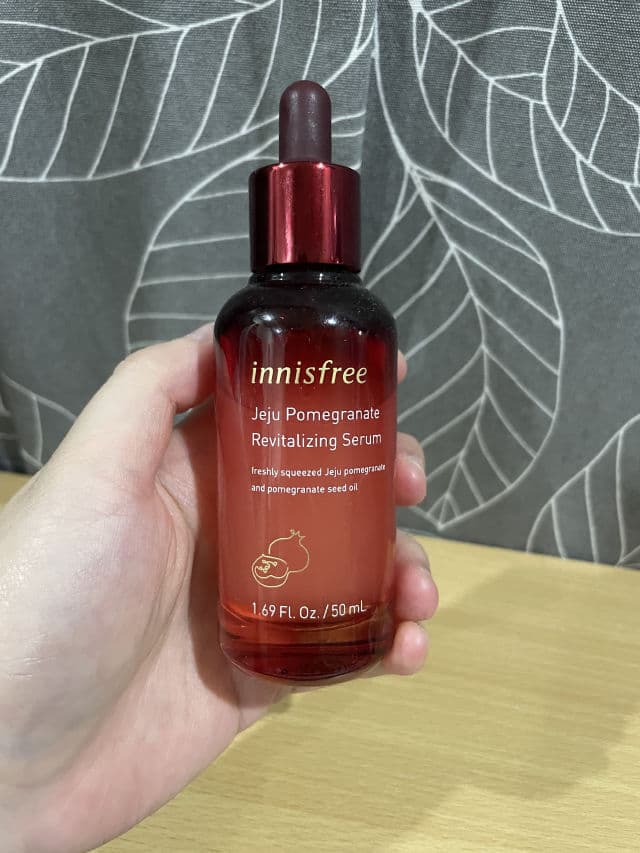 innisfree
Jeju Pomegranate
Revitalizing Serum
freshly squeezed Jeju pomegranate
and pomegranate seed oil
1.69 Fl. Oz. / 50 mL